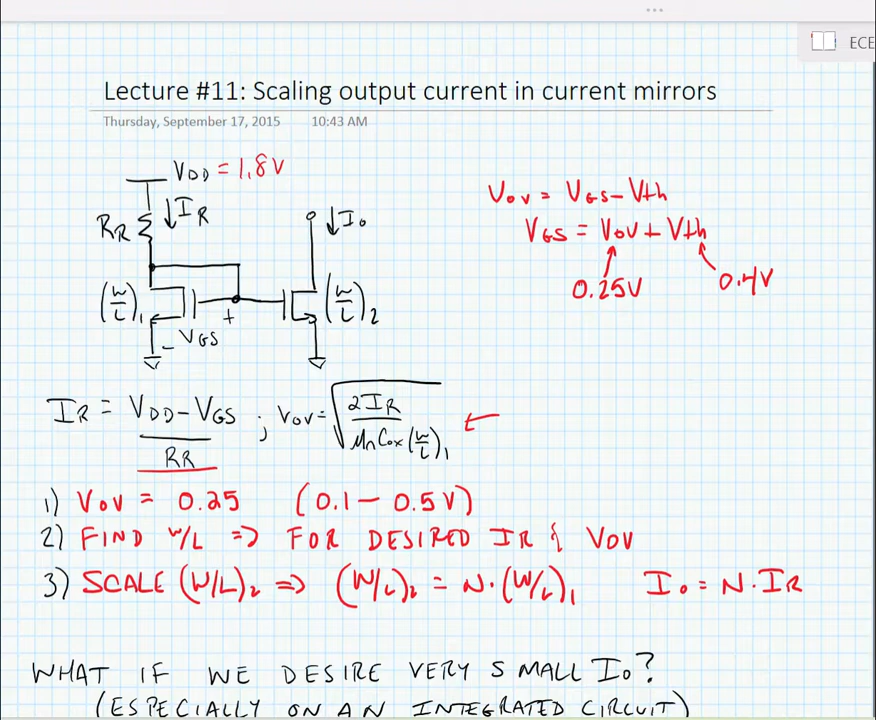 ECE
Lecture #11: Scaling output current in current mirrors
Thursday, September 17, 2015 10:43 AM
VDD = 1.8V
RR ↓IR ↓Io
(W/L)1 (W/L)2
+
- VGS
Vov = VGS - Vth
VGS = Vov + Vth
0.25V 0.4V
IR = (VDD - VGS)/RR ; Vov = √(2IR/(μnCox(W/L)1)) ←
1) Vov = 0.25 (0.1 - 0.5V)
2) FIND W/L => FOR DESIRED IR & Vov
3) SCALE (W/L)2 => (W/L)2 = N·(W/L)1 Io = N·IR
WHAT IF WE DESIRE VERY SMALL Io?
(ESPECIALLY ON AN INTEGRATED CIRCUIT)